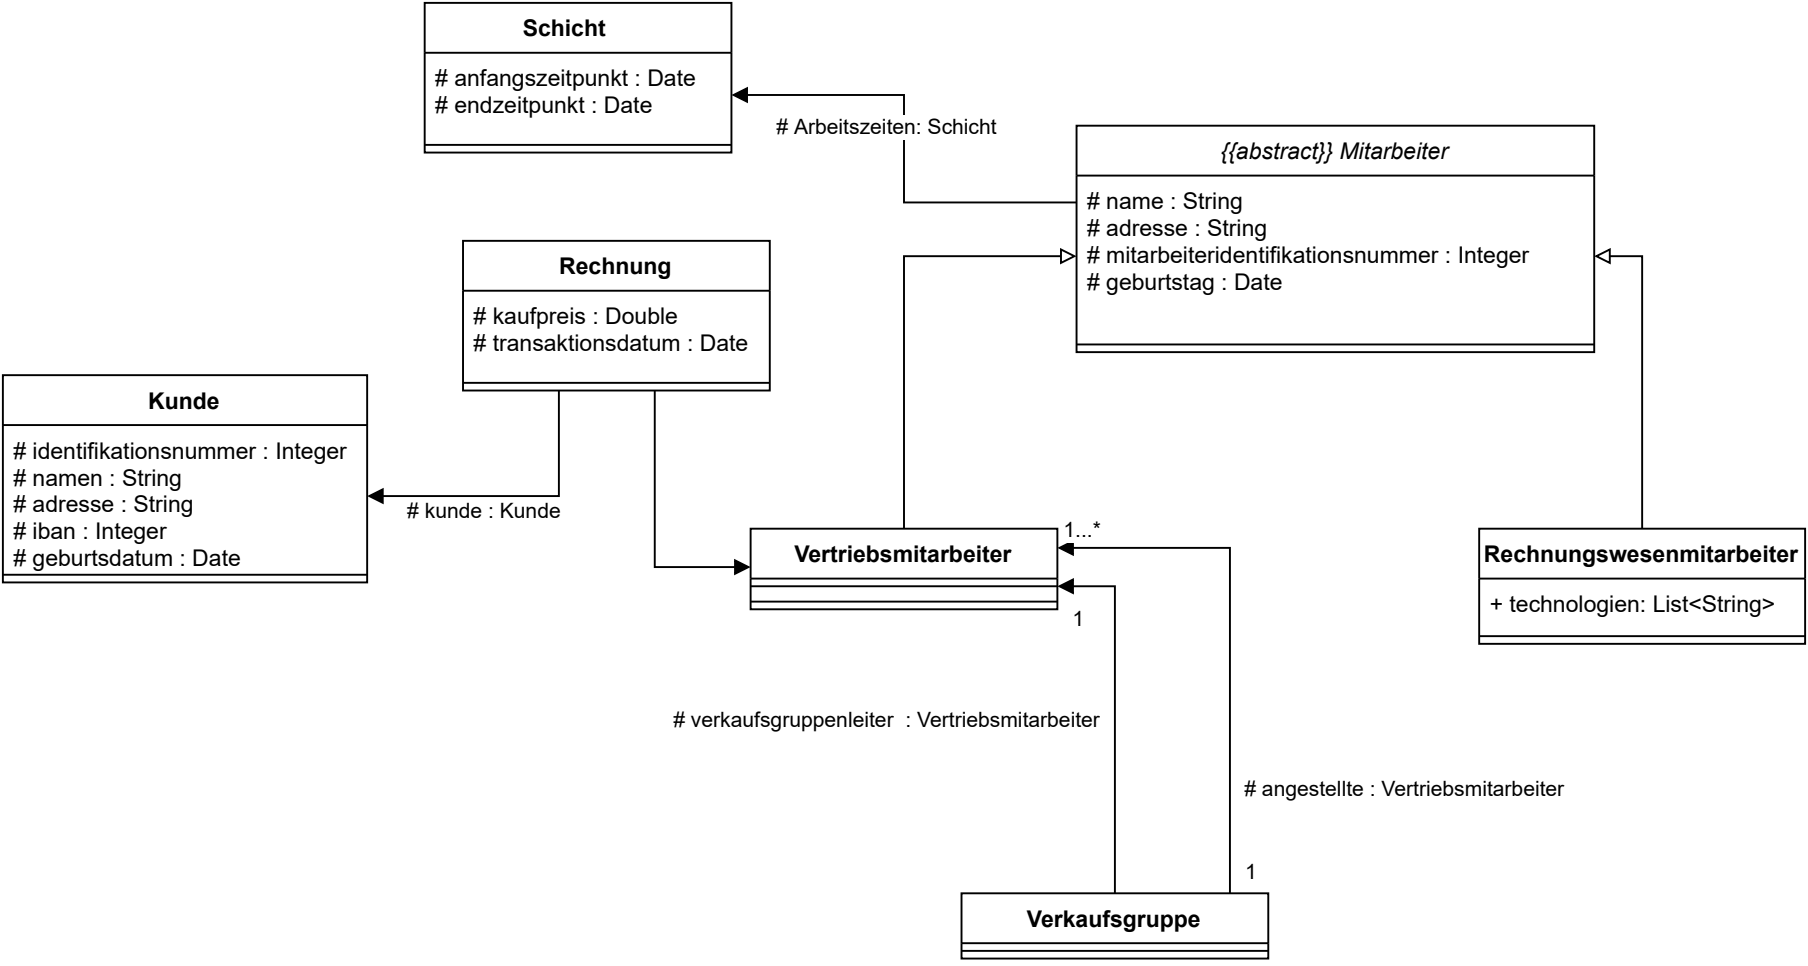 Schicht
# anfangszeitpunkt : Date
# endzeitpunkt : Date
# Arbeitszeiten: Schicht
{{abstract}} Mitarbeiter
# name : String
# adresse : String
# mitarbeiteridentifikationsnummer : Integer
# geburtstag : Date
Rechnung
# kaufpreis : Double
# transaktionsdatum : Date
Kunde
# identifikationsnummer : Integer
# namen : String
# adresse : String
# iban : Integer
# geburtsdatum : Date
# kunde : Kunde
1...*
Vertriebsmitarbeiter
1
Rechnungswesenmitarbeiter
+ technologien: List<String>
# verkaufsgruppenleiter  : Vertriebsmitarbeiter
# angestellte : Vertriebsmitarbeiter
1
Verkaufsgruppe